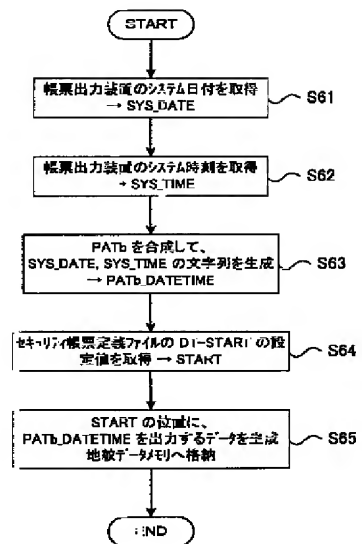 START
帳票出力装置のシステム日付を取得
→ SYS_DATE
S61
帳票出力装置のシステム時刻を取得
→ SYS_TIME
S62
PATb を合成して、
SYS_DATE, SYS_TIME の文字列を生成
→ PATb_DATETIME
S63
セキュリティ帳票定義ファイルの DT-START の設
定値を取得 → START
S64
START の位置に、
PATb_DATETIME を出力するデータを生成
地紋データメモリへ格納
S65
END